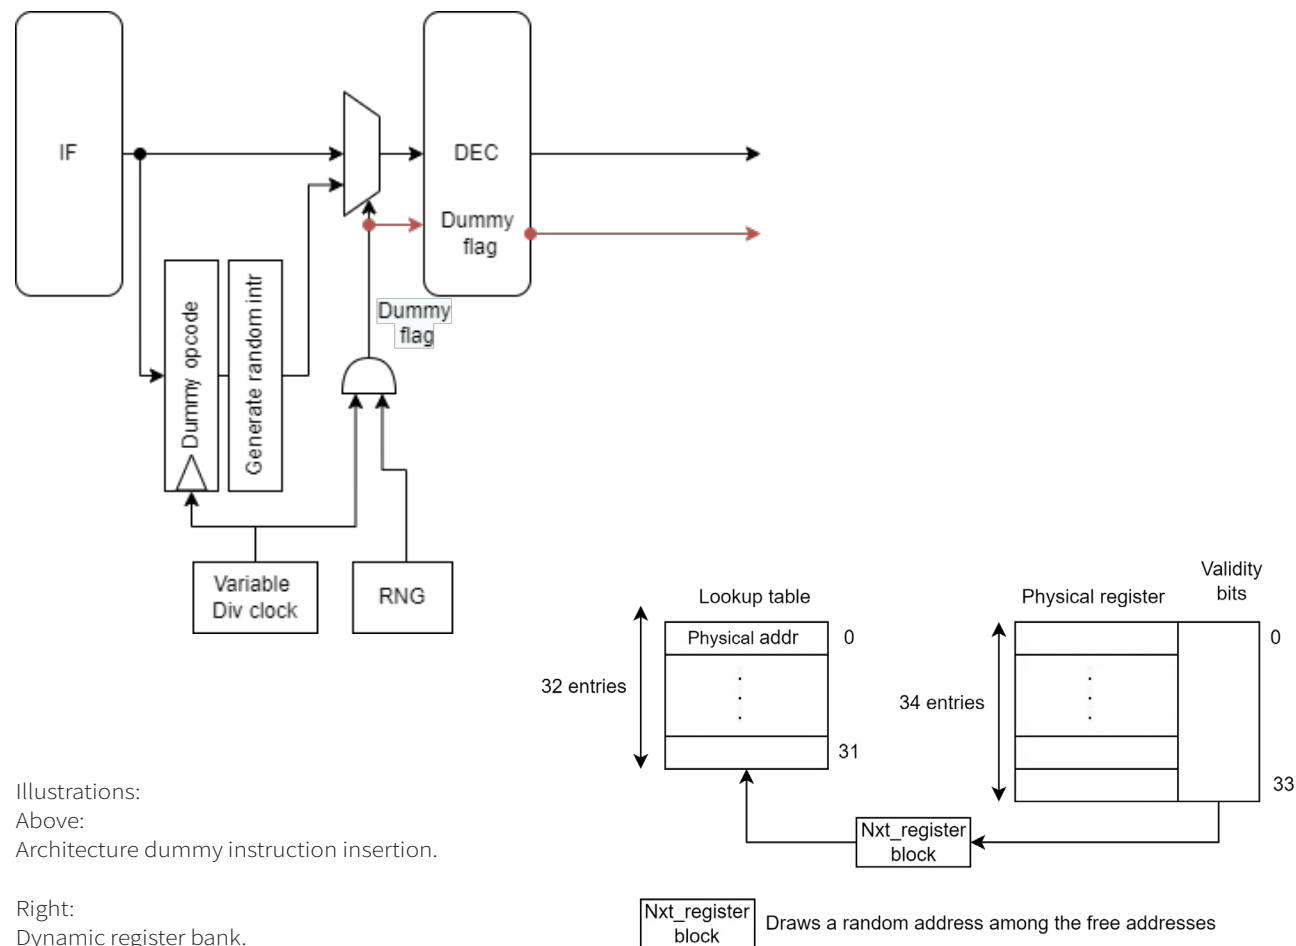 IF
DEC
Dummy
flag
Dummy opcode
Generate random intr
Dummy
flag
Variable
Div clock
RNG
Lookup table
Physical addr
0
32 entries
31
Physical register
Validity
bits
0
34 entries
33
Nxt_register
block
Nxt_register
block
Draws a random address among the free addresses
Illustrations:
Above:
Architecture dummy instruction insertion.
Right:
Dynamic register bank.